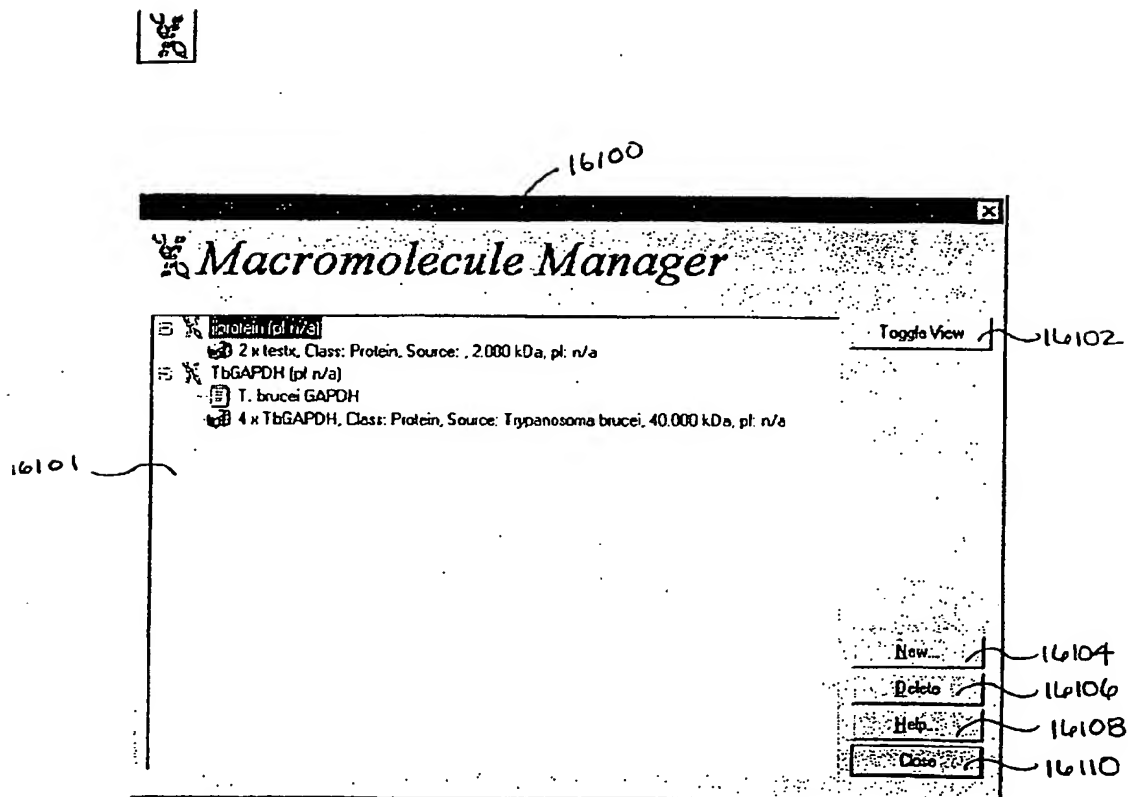 16100
Macromolecule Manager
protein (pI n/a)
2 x testx, Class: Protein, Source: , 2.000 kDa, pI: n/a
Toggle View
16102
TbGAPDH (pI n/a)
T. brucei GAPDH
4 x TbGAPDH, Class: Protein, Source: Trypanosoma brucei, 40.000 kDa, pI: n/a
16101
New...
16104
Delete
16106
Help...
16108
Close
16110